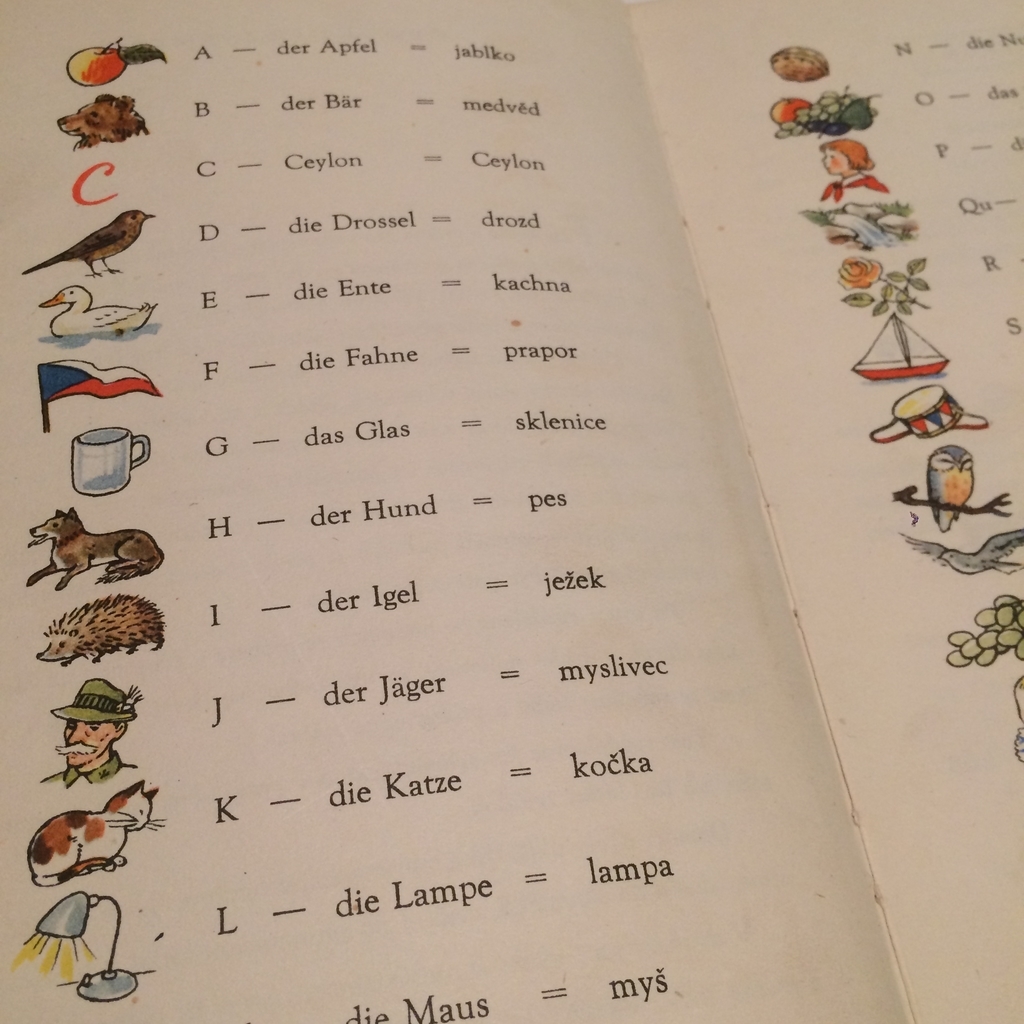 A — der Apfel = jablko
B — der Bär = medvěd
C
C — Ceylon = Ceylon
D — die Drossel = drozd
E — die Ente = kachna
F — die Fahne = prapor
G — das Glas = sklenice
H — der Hund = pes
I — der Igel = ježek
J — der Jäger = myslivec
K — die Katze = kočka
L — die Lampe = lampa
die Maus = myš
N — die
O — das
P —
Qu—
R -
S